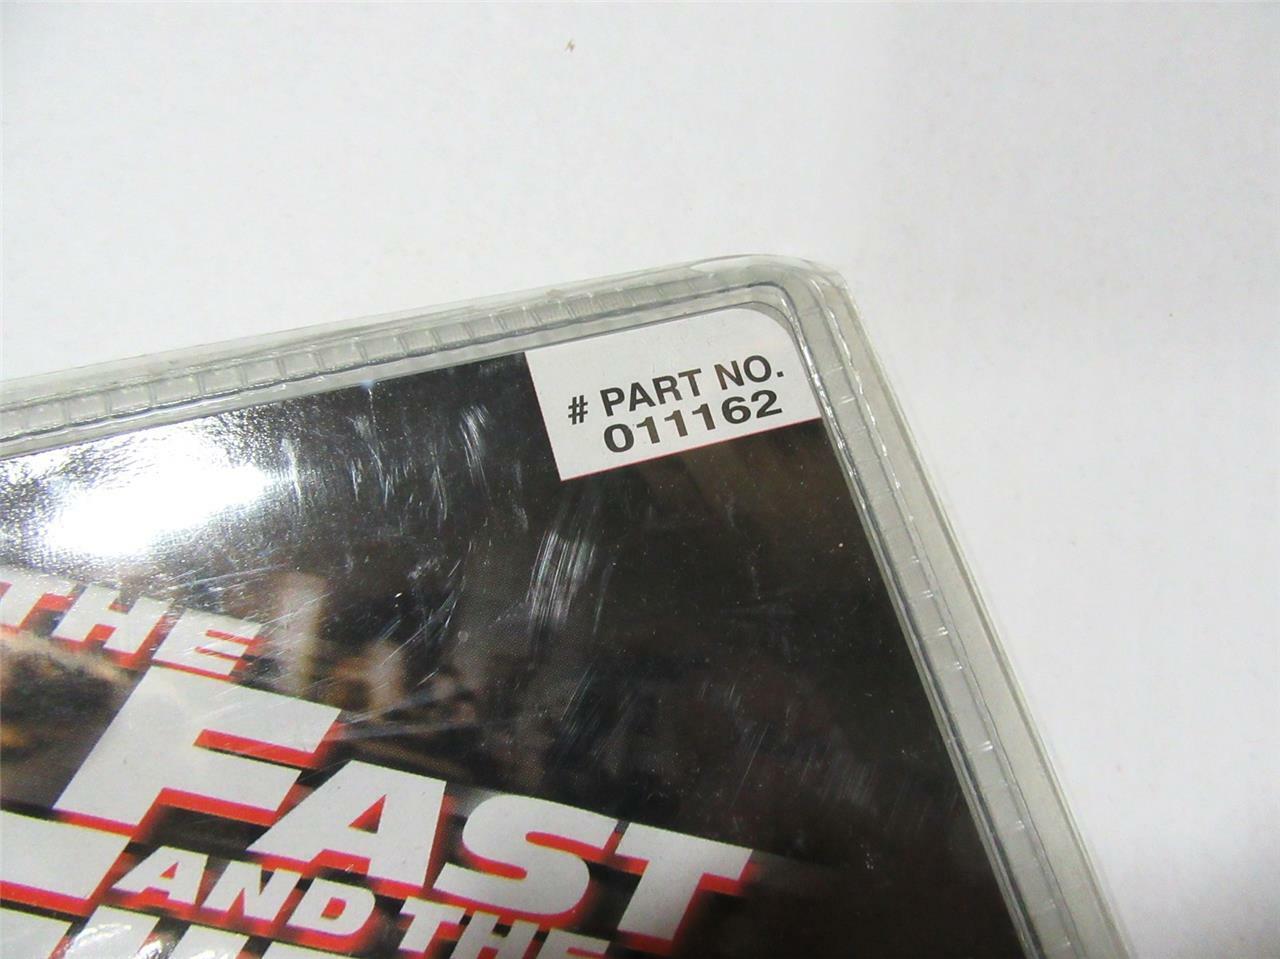 # PART NO.
011162
THE
FAST
AND THE